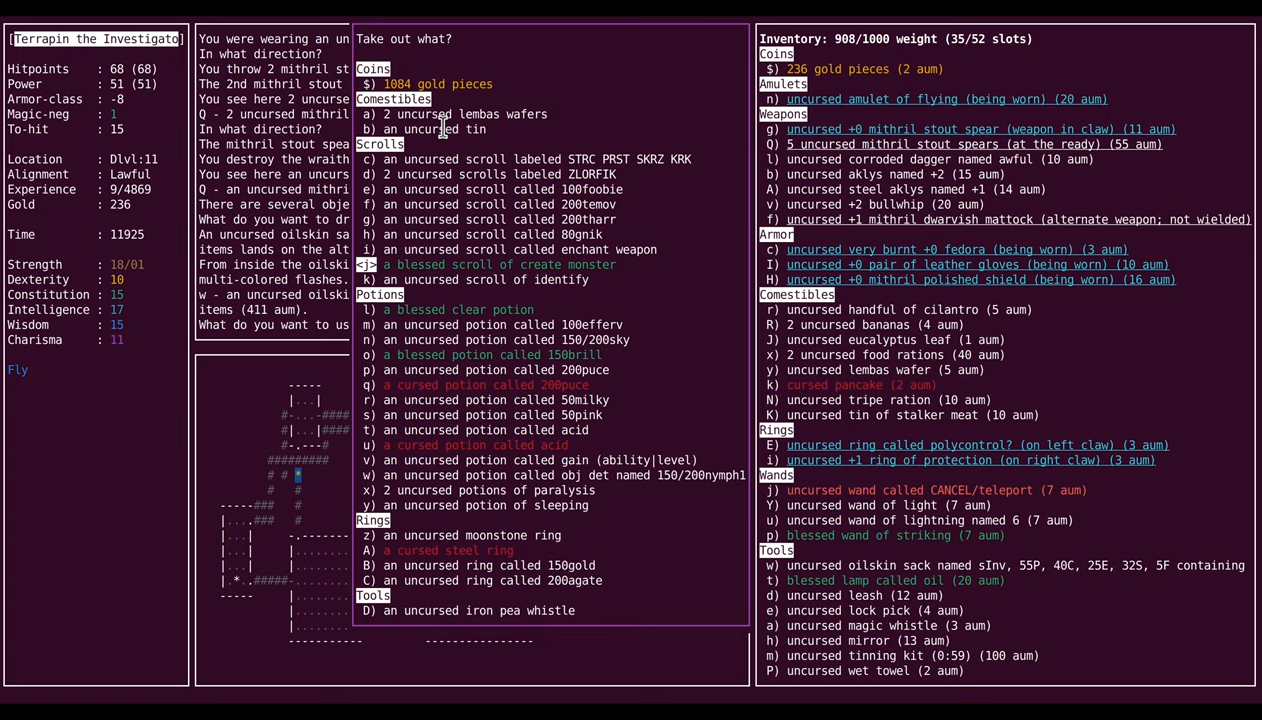 [Terrapin the Investigato]
Hitpoints : 68 (68)
Power : 51 (51)
Armor-class : -8
Magic-neg : 1
To-hit : 15
Location : Dlvl:11
Alignment : Lawful
Experience : 9/4869
Gold : 236
Time : 11925
Strength : 18/01
Dexterity : 10
Constitution : 15
Intelligence : 17
Wisdom : 15
Charisma : 11
Fly
You were wearing an un
In what direction?
You throw 2 mithril st
The 2nd mithril stout
You see here 2 uncurse
Q - 2 uncursed mithril
In what direction?
The mithril stout spea
You destroy the wraith
You see here an uncurs
Q - an uncursed mithri
There are several obje
What do you want to dr
An uncursed oilskin sa
items lands on the alt
From inside the oilski
multi-colored flashes.
w - an uncursed oilski
items (411 aum).
What do you want to us
Take out what?
Coins
$) 1084 gold pieces
Comestibles
a) 2 uncursed lembas wafers
b) an uncursed tin
Scrolls
c) an uncursed scroll labeled STRC PRST SKRZ KRK
d) 2 uncursed scrolls labeled ZLORFIK
e) an uncursed scroll called 100foobie
f) an uncursed scroll called 200temov
g) an uncursed scroll called 200tharr
h) an uncursed scroll called 80gnik
i) an uncursed scroll called enchant weapon
<j> a blessed scroll of create monster
k) an uncursed scroll of identify
Potions
l) a blessed clear potion
m) an uncursed potion called 100efferv
n) an uncursed potion called 150/200sky
o) a blessed potion called 150brill
p) an uncursed potion called 200puce
q) a cursed potion called 200puce
r) an uncursed potion called 50milky
s) an uncursed potion called 50pink
t) an uncursed potion called acid
u) a cursed potion called acid
v) an uncursed potion called gain (ability|level)
w) an uncursed potion called obj det named 150/200nymph1
x) 2 uncursed potions of paralysis
y) an uncursed potion of sleeping
Rings
z) an uncursed moonstone ring
A) a cursed steel ring
B) an uncursed ring called 150gold
C) an uncursed ring called 200agate
Tools
D) an uncursed iron pea whistle
Inventory: 908/1000 weight (35/52 slots)
Coins
$) 236 gold pieces (2 aum)
Amulets
n) uncursed amulet of flying (being worn) (20 aum)
Weapons
g) uncursed +0 mithril stout spear (weapon in claw) (11 aum)
Q) 5 uncursed mithril stout spears (at the ready) (55 aum)
l) uncursed corroded dagger named awful (10 aum)
b) uncursed aklys named +2 (15 aum)
A) uncursed steel aklys named +1 (14 aum)
v) uncursed +2 bullwhip (20 aum)
f) uncursed +1 mithril dwarvish mattock (alternate weapon; not wielded)
Armor
c) uncursed very burnt +0 fedora (being worn) (3 aum)
I) uncursed +0 pair of leather gloves (being worn) (10 aum)
H) uncursed +0 mithril polished shield (being worn) (16 aum)
Comestibles
r) uncursed handful of cilantro (5 aum)
R) 2 uncursed bananas (4 aum)
J) uncursed eucalyptus leaf (1 aum)
x) 2 uncursed food rations (40 aum)
y) uncursed lembas wafer (5 aum)
k) cursed pancake (2 aum)
N) uncursed tripe ration (10 aum)
K) uncursed tin of stalker meat (10 aum)
Rings
E) uncursed ring called polycontrol? (on left claw) (3 aum)
i) uncursed +1 ring of protection (on right claw) (3 aum)
Wands
j) uncursed wand called CANCEL/teleport (7 aum)
Y) uncursed wand of light (7 aum)
u) uncursed wand of lightning named 6 (7 aum)
p) blessed wand of striking (7 aum)
Tools
w) uncursed oilskin sack named sInv, 55P, 40C, 25E, 32S, 5F containing
t) blessed lamp called oil (20 aum)
d) uncursed leash (12 aum)
e) uncursed lock pick (4 aum)
a) uncursed magic whistle (3 aum)
h) uncursed mirror (13 aum)
m) uncursed tinning kit (0:59) (100 aum)
P) uncursed wet towel (2 aum)